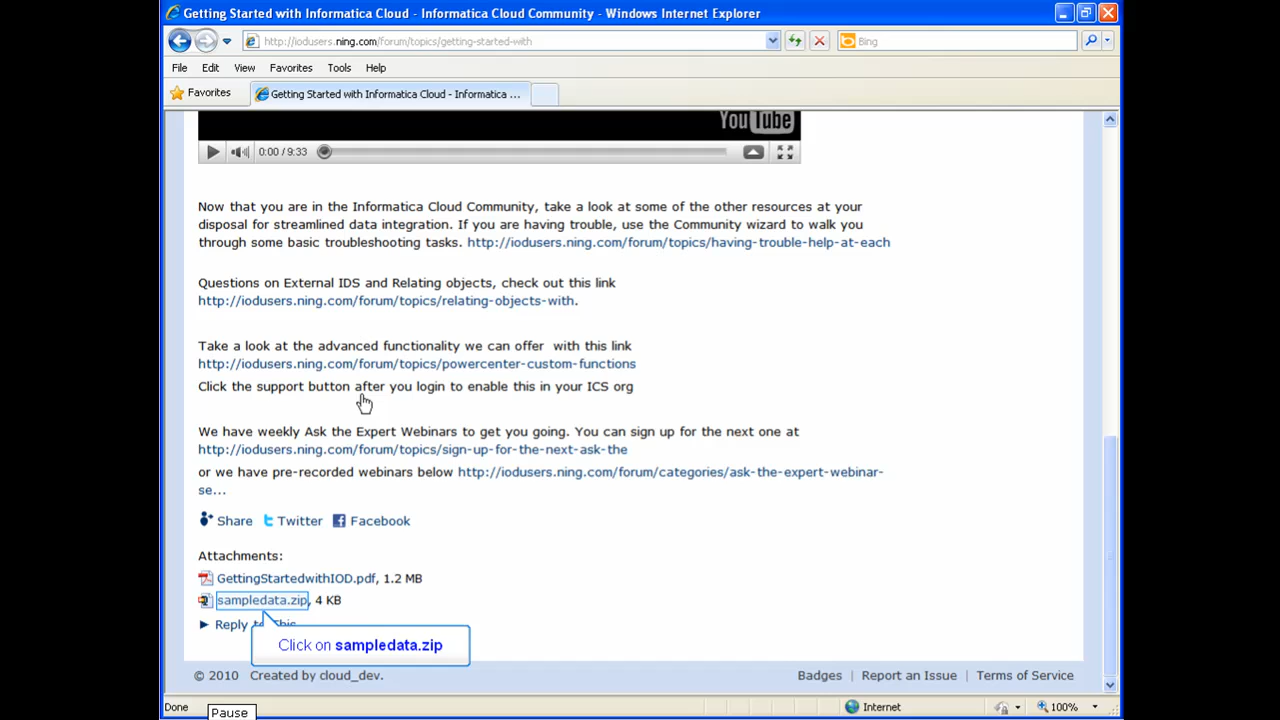 Getting Started with Informatica Cloud - Informatica Cloud Community - Windows Internet Explorer
http://iodusers.ning.com/forum/topics/getting-started-with
Bing
File Edit View Favorites Tools Help
Favorites
Getting Started with Informatica Cloud - Informatica ...
YouTube
0:00 / 9:33
Now that you are in the Informatica Cloud Community, take a look at some of the other resources at your
disposal for streamlined data integration. If you are having trouble, use the Community wizard to walk you
through some basic troubleshooting tasks. http://iodusers.ning.com/forum/topics/having-trouble-help-at-each
Questions on External IDS and Relating objects, check out this link
http://iodusers.ning.com/forum/topics/relating-objects-with.
Take a look at the advanced functionality we can offer with this link
http://iodusers.ning.com/forum/topics/powercenter-custom-functions
Click the support button after you login to enable this in your ICS org
We have weekly Ask the Expert Webinars to get you going. You can sign up for the next one at
http://iodusers.ning.com/forum/topics/sign-up-for-the-next-ask-the
or we have pre-recorded webinars below http://iodusers.ning.com/forum/categories/ask-the-expert-webinar-
se...
Share Twitter Facebook
Attachments:
GettingStartedwithIOD.pdf, 1.2 MB
sampledata.zip, 4 KB
Reply to This
Click on sampledata.zip
© 2010 Created by cloud_dev.
Badges | Report an Issue | Terms of Service
Done
Internet
100%
Pause